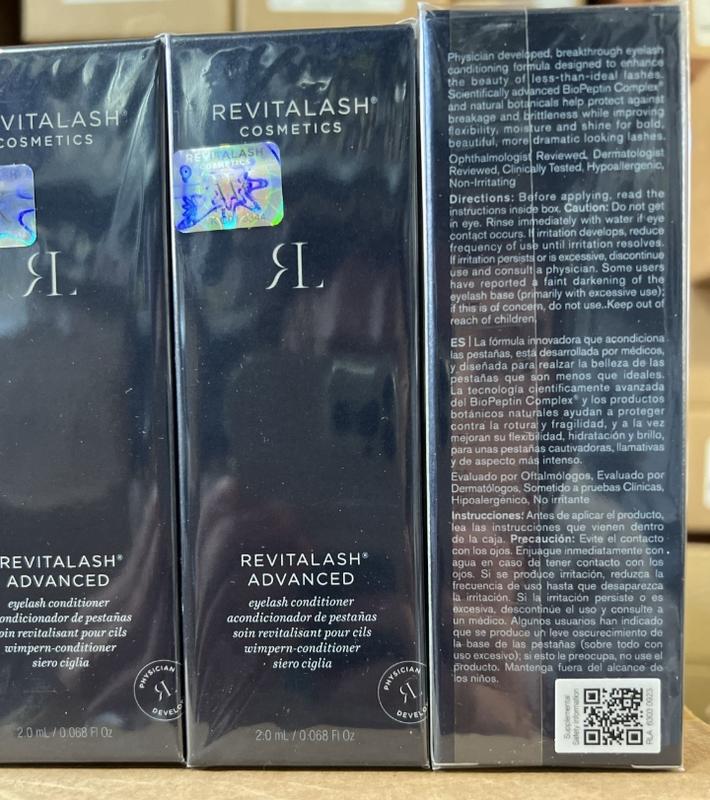 VITALASH®
COSMETICS
RL
REVITALASH®
ADVANCED
eyelash conditioner
ondicionador de pestañas
oin revitalisant pour cils
wimpern-conditioner
siero ciglia
PHYSICIAN
DEVELO
2.0 mL / 0.068 Fl Oz
REVITALASH®
COSMETICS
REVITALASH
COSMETICS
RL
REVITALASH®
ADVANCED
eyelash conditioner
acondicionador de pestañas
soin revitalisant pour cils
wimpern-conditioner
siero ciglia
PHYSICIAN
DEVELO
2.0 mL / 0.068 Fl Oz
Physician developed, breakthrough eyelash
conditioning formula designed to enhance
the beauty of less-than-ideal lashes.
Scientifically advanced BioPeptin Complex®
and natural botanicals help protect against
breakage and brittleness while improving
flexibility, moisture and shine for bold,
beautiful, more dramatic looking lashes.
Ophthalmologist Reviewed, Dermatologist
Reviewed, Clinically Tested, Hypoallergenic,
Non-Irritating
Directions: Before applying, read the
instructions inside box. Caution: Do not get
in eye. Rinse immediately with water if eye
contact occurs. If irritation develops, reduce
frequency of use until irritation resolves.
If irritation persists or is excessive, discontinue
use and consult a physician. Some users
have reported a faint darkening of the
eyelash base (primarily with excessive use);
if this is of concern, do not use. Keep out of
reach of children.
ES | La fórmula innovadora que acondiciona
las pestañas, está desarrollada por médicos,
y diseñada para realzar la belleza de las
pestañas que son menos que ideales.
La tecnología científicamente avanzada
del BioPeptin Complex® y los productos
botánicos naturales ayudan a proteger
contra la rotura y fragilidad, y a la vez
mejoran su flexibilidad, hidratación y brillo,
para unas pestañas cautivadoras, llamativas
y de aspecto más intenso.
Evaluado por Oftalmólogos, Evaluado por
Dermatólogos, Sometido a pruebas Clínicas,
Hipoalergénico, No irritante
Instrucciones: Antes de aplicar el producto,
lea las instrucciones que vienen dentro
de la caja. Precaución: Evite el contacto
con los ojos. Enjuague inmediatamente con
agua en caso de tener contacto con los
ojos. Si se produce irritación, reduzca la
frecuencia de uso hasta que desaparezca
la irritación. Si la irritación persiste o es
excesiva, descontinúe el uso y consulte a
un médico. Algunos usuarios han indicado
que se produce un leve oscurecimiento de
la base de las pestañas (sobre todo con
uso excesivo); si esto le preocupa, no use el
producto. Mantenga fuera del alcance de
los niños.
Supplemental
Safety Information
RLA 6303 0923